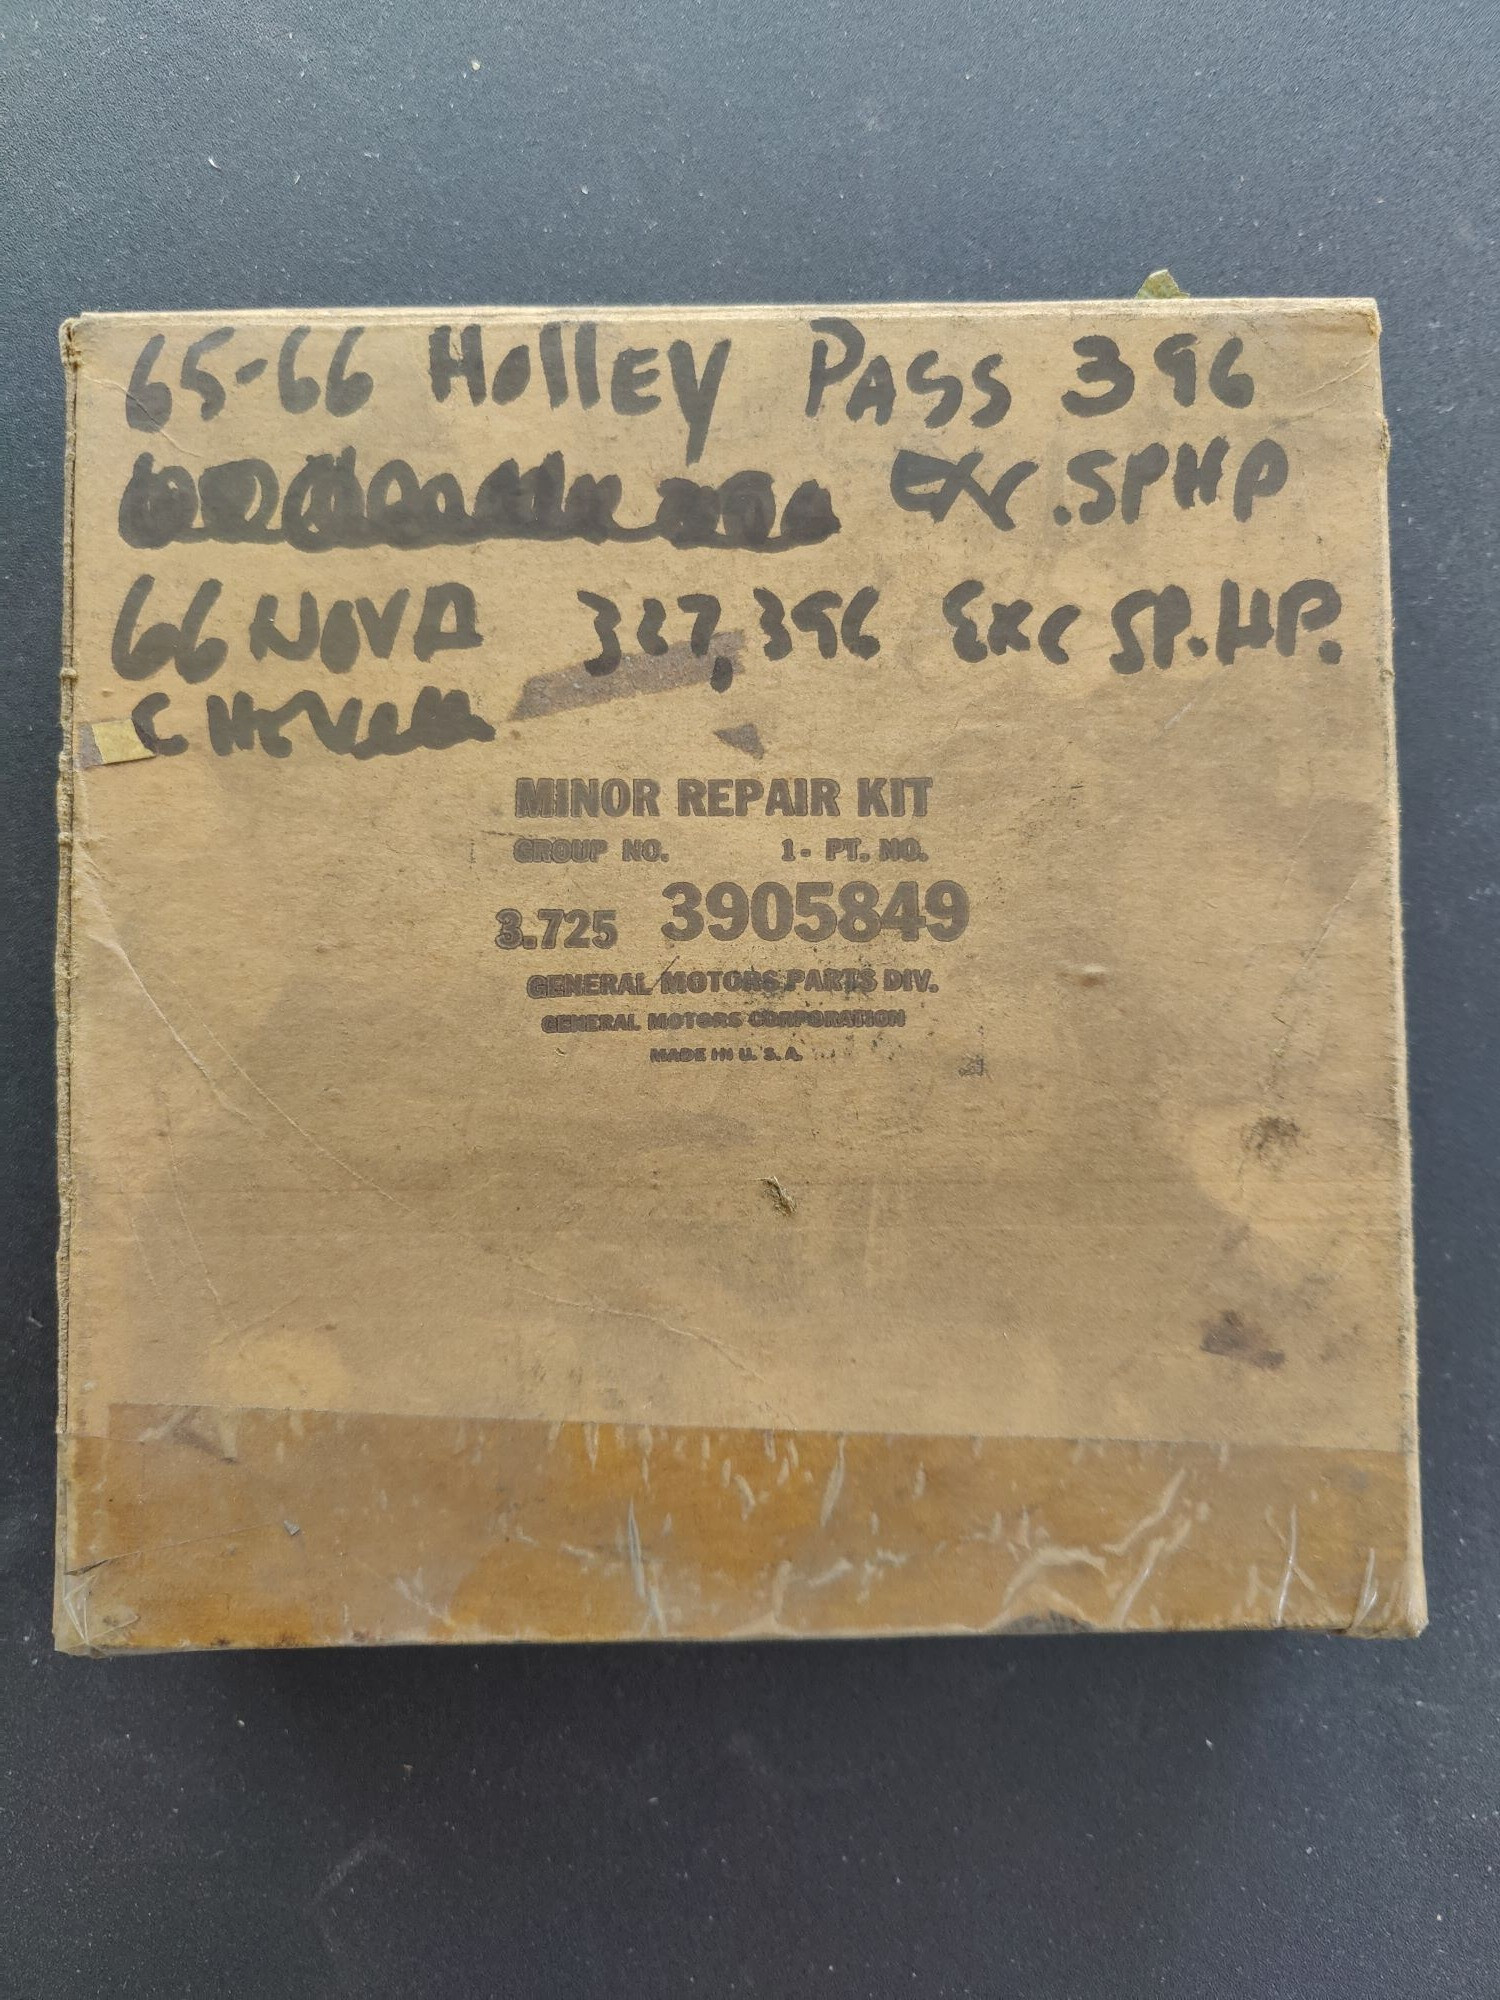 65-66 Holley PASS 396
Exc. SPHP
66 NOVA 327, 396 Exc SP. HP.
CHEVELLE
MINOR REPAIR KIT
GROUP NO. 1- PT. NO.
3.725 3905849
GENERAL MOTORS PARTS DIV.
GENERAL MOTORS CORPORATION
MADE IN U. S. A.